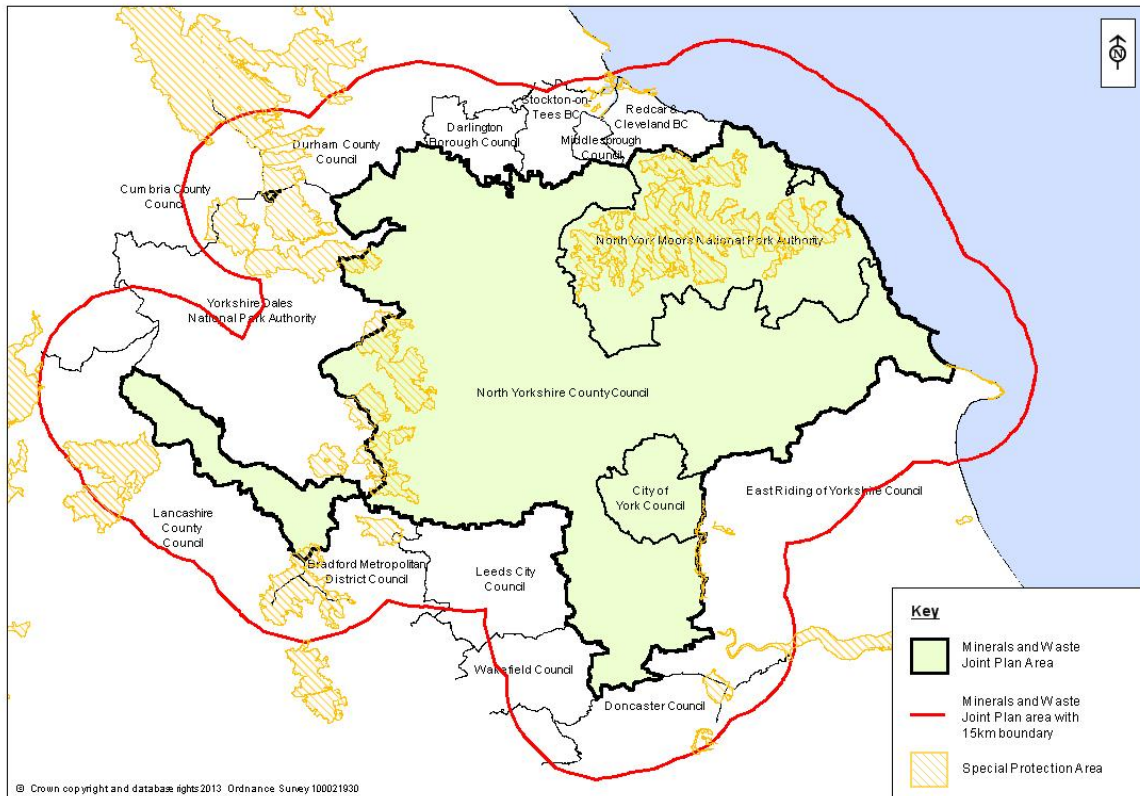 N
Stockton-on-
Tees BC
Redcar &
Cleveland BC
Darlington
Borough Council
Middlesbrough
Council
Durham County
Council
Cumbria County
Council
North York Moors National Park Authority
Yorkshire Dales
National Park Authority
North Yorkshire County Council
City of
York Council
East Riding of Yorkshire Council
Lancashire
County
Council
Bradford Metropolitan
District Council
Leeds City
Council
Wakefield Council
Doncaster Council
Key
Minerals and Waste
Joint Plan Area
Minerals and Waste
Joint Plan area with
15km boundary
Special Protection Area
© Crown copyright and database rights 2013 Ordnance Survey 100021930